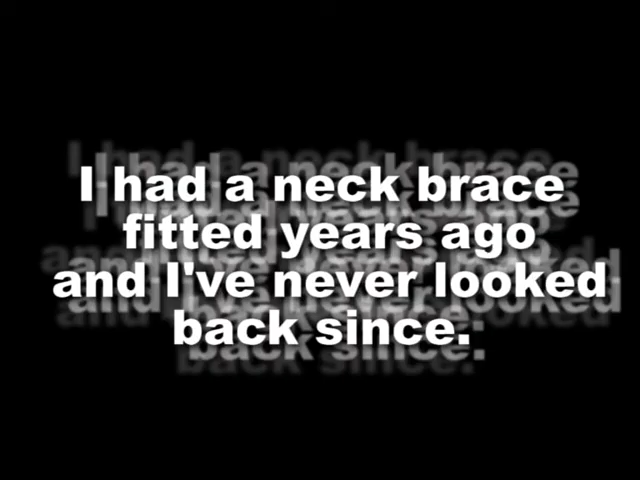 I had a neck brace
fitted years ago
and I've never looked
back since.